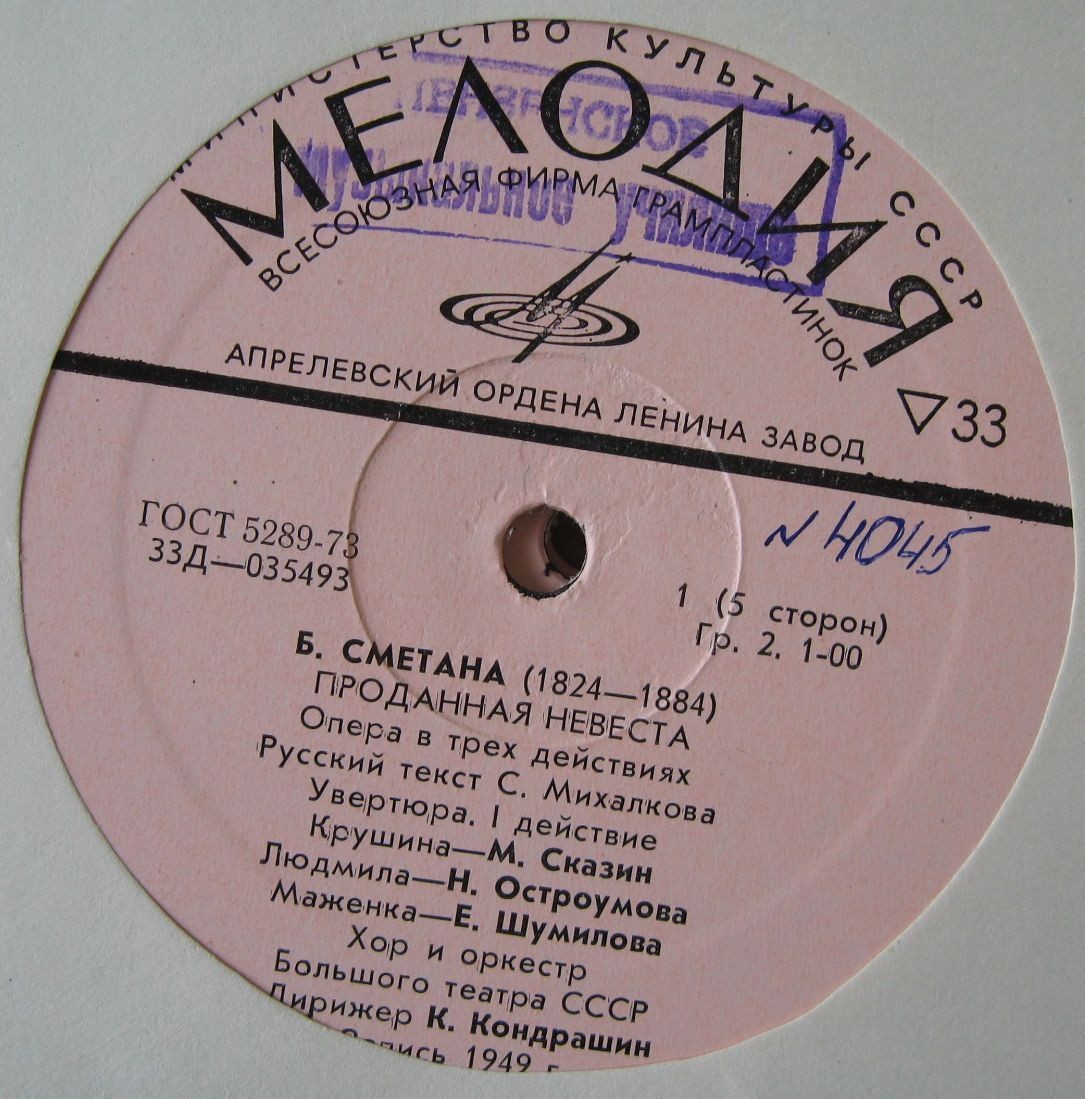 МИНИСТЕРСТВО КУЛЬТУРЫ СССР
МЕЛОДИЯ
ВСЕСОЮЗНАЯ ФИРМА ГРАМПЛАСТИНОК
ПЕНЗЕНСКОЕ
музыкальное училище
АПРЕЛЕВСКИЙ ОРДЕНА ЛЕНИНА ЗАВОД
33
N 4045
ГОСТ 5289-73
33Д—035493
1 (5 сторон)
Гр. 2. 1-00
Б. СМЕТАНА (1824—1884)
ПРОДАННАЯ НЕВЕСТА
Опера в трех действиях
Русский текст С. Михалкова
Увертюра. I действие
Крушина—М. Сказин
Людмила—Н. Остроумова
Маженка—Е. Шумилова
Хор и оркестр
Большого театра СССР
Дирижер К. Кондрашин
Запись 1949 г.